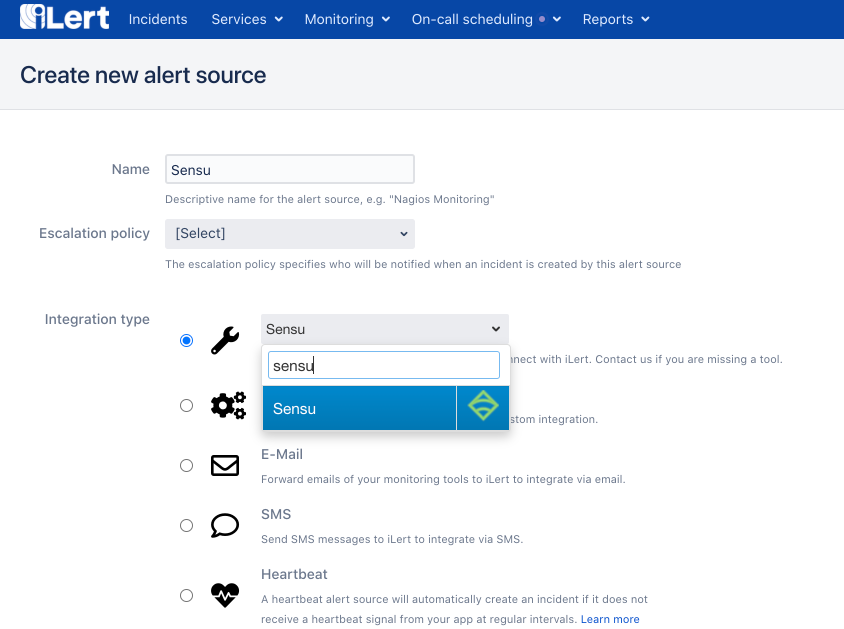 iLert Incidents Services Monitoring On-call scheduling Reports
Create new alert source
Name Sensu
Descriptive name for the alert source, e.g. "Nagios Monitoring"
Escalation policy [Select]
The escalation policy specifies who will be notified when an incident is created by this alert source
Integration type Sensu
nnect with iLert. Contact us if you are missing a tool.
sensu
Sensu
stom integration.
E-Mail
Forward emails of your monitoring tools to iLert to integrate via email.
SMS
Send SMS messages to iLert to integrate via SMS.
Heartbeat
A heartbeat alert source will automatically create an incident if it does not
receive a heartbeat signal from your app at regular intervals. Learn more